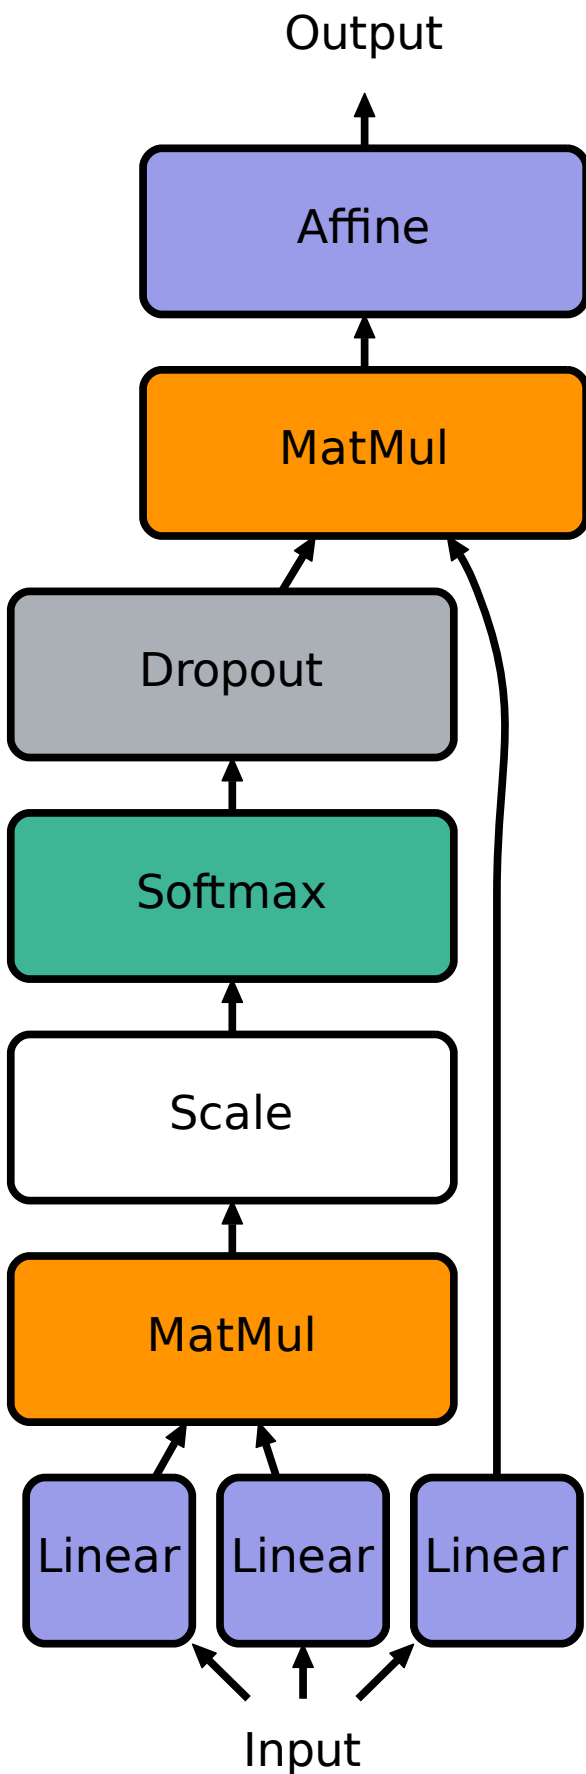 Output
Affine
MatMul
Dropout
Softmax
Scale
MatMul
Linear Linear Linear
Input